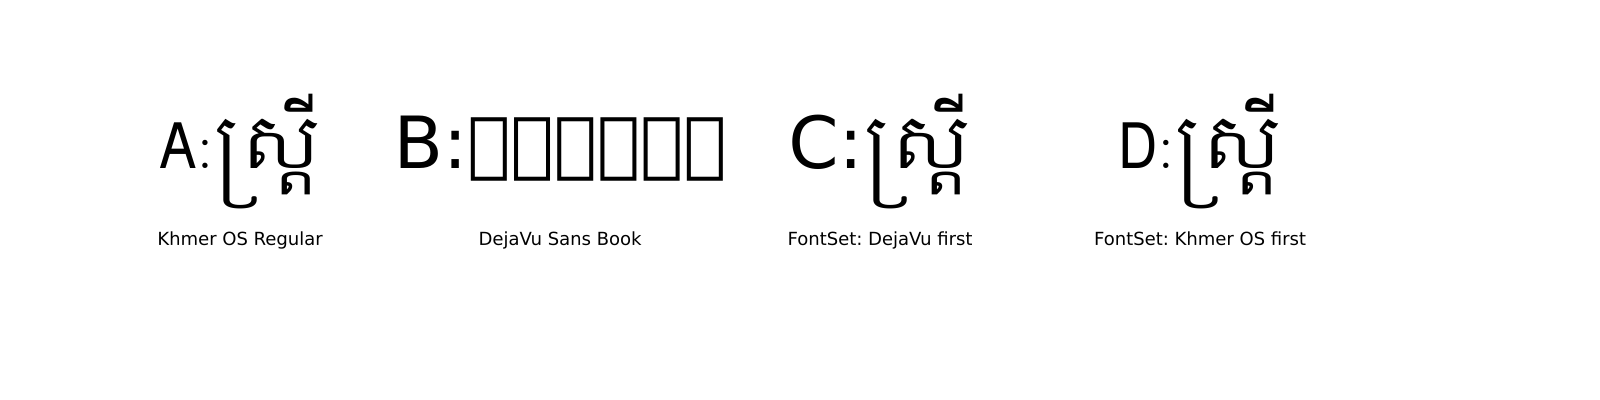 A:ស្ត្រី B:□□□□□□ C:ស្ត្រី D:ស្ត្រី
Khmer OS Regular DejaVu Sans Book FontSet: DejaVu first FontSet: Khmer OS first